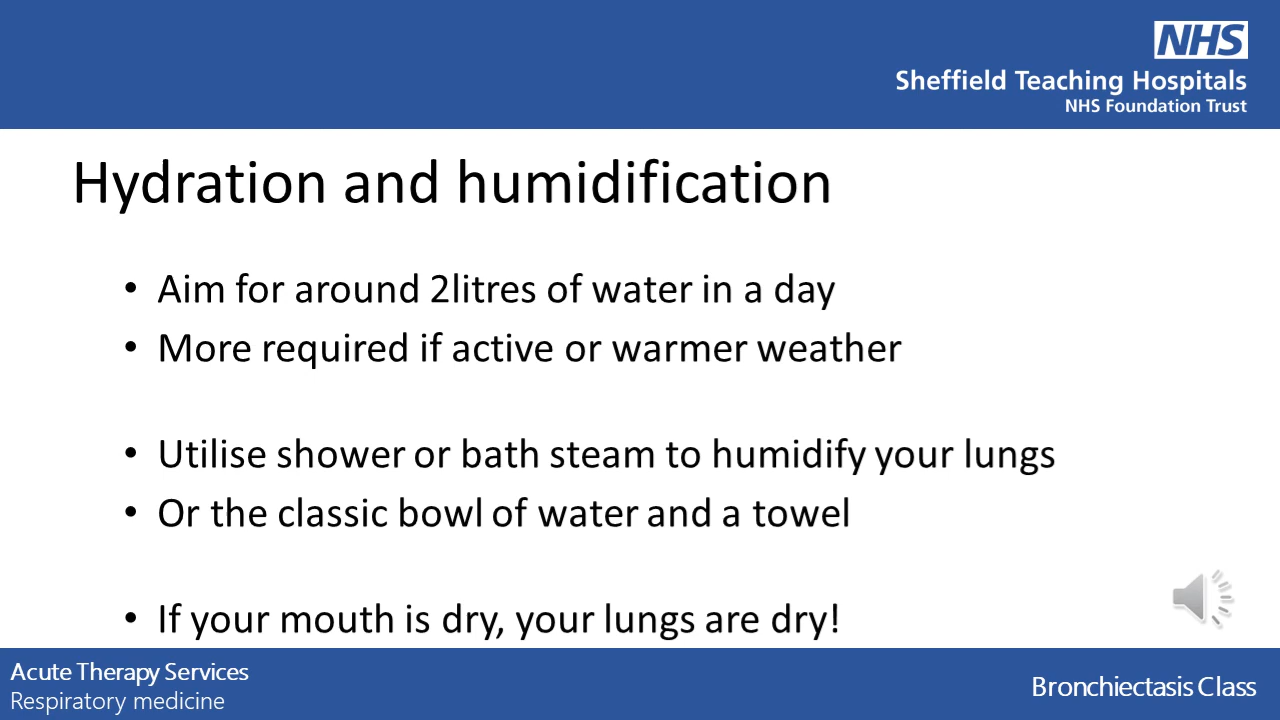 NHS
Sheffield Teaching Hospitals
NHS Foundation Trust
Hydration and humidification
• Aim for around 2litres of water in a day
• More required if active or warmer weather
• Utilise shower or bath steam to humidify your lungs
• Or the classic bowl of water and a towel
• If your mouth is dry, your lungs are dry!
Acute Therapy Services
Respiratory medicine
Bronchiectasis Class